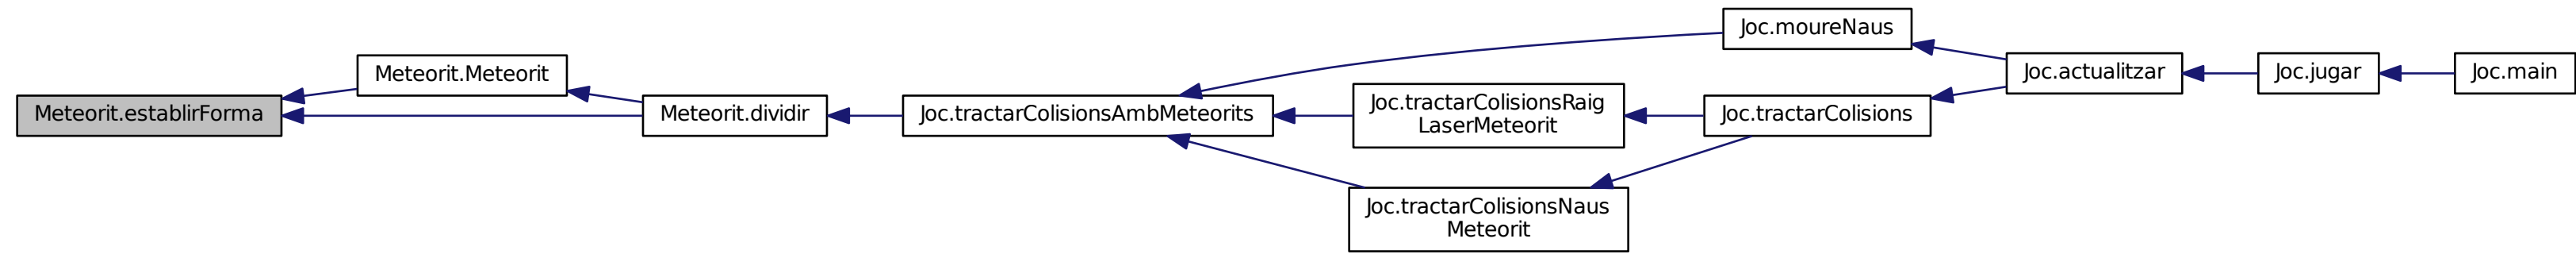 Meteorit.establirForma
Meteorit.Meteorit
Meteorit.dividir
Joc.tractarColisionsAmbMeteorits
Joc.moureNaus
Joc.tractarColisionsRaig
LaserMeteorit
Joc.tractarColisionsNaus
Meteorit
Joc.tractarColisions
Joc.actualitzar
Joc.jugar
Joc.main